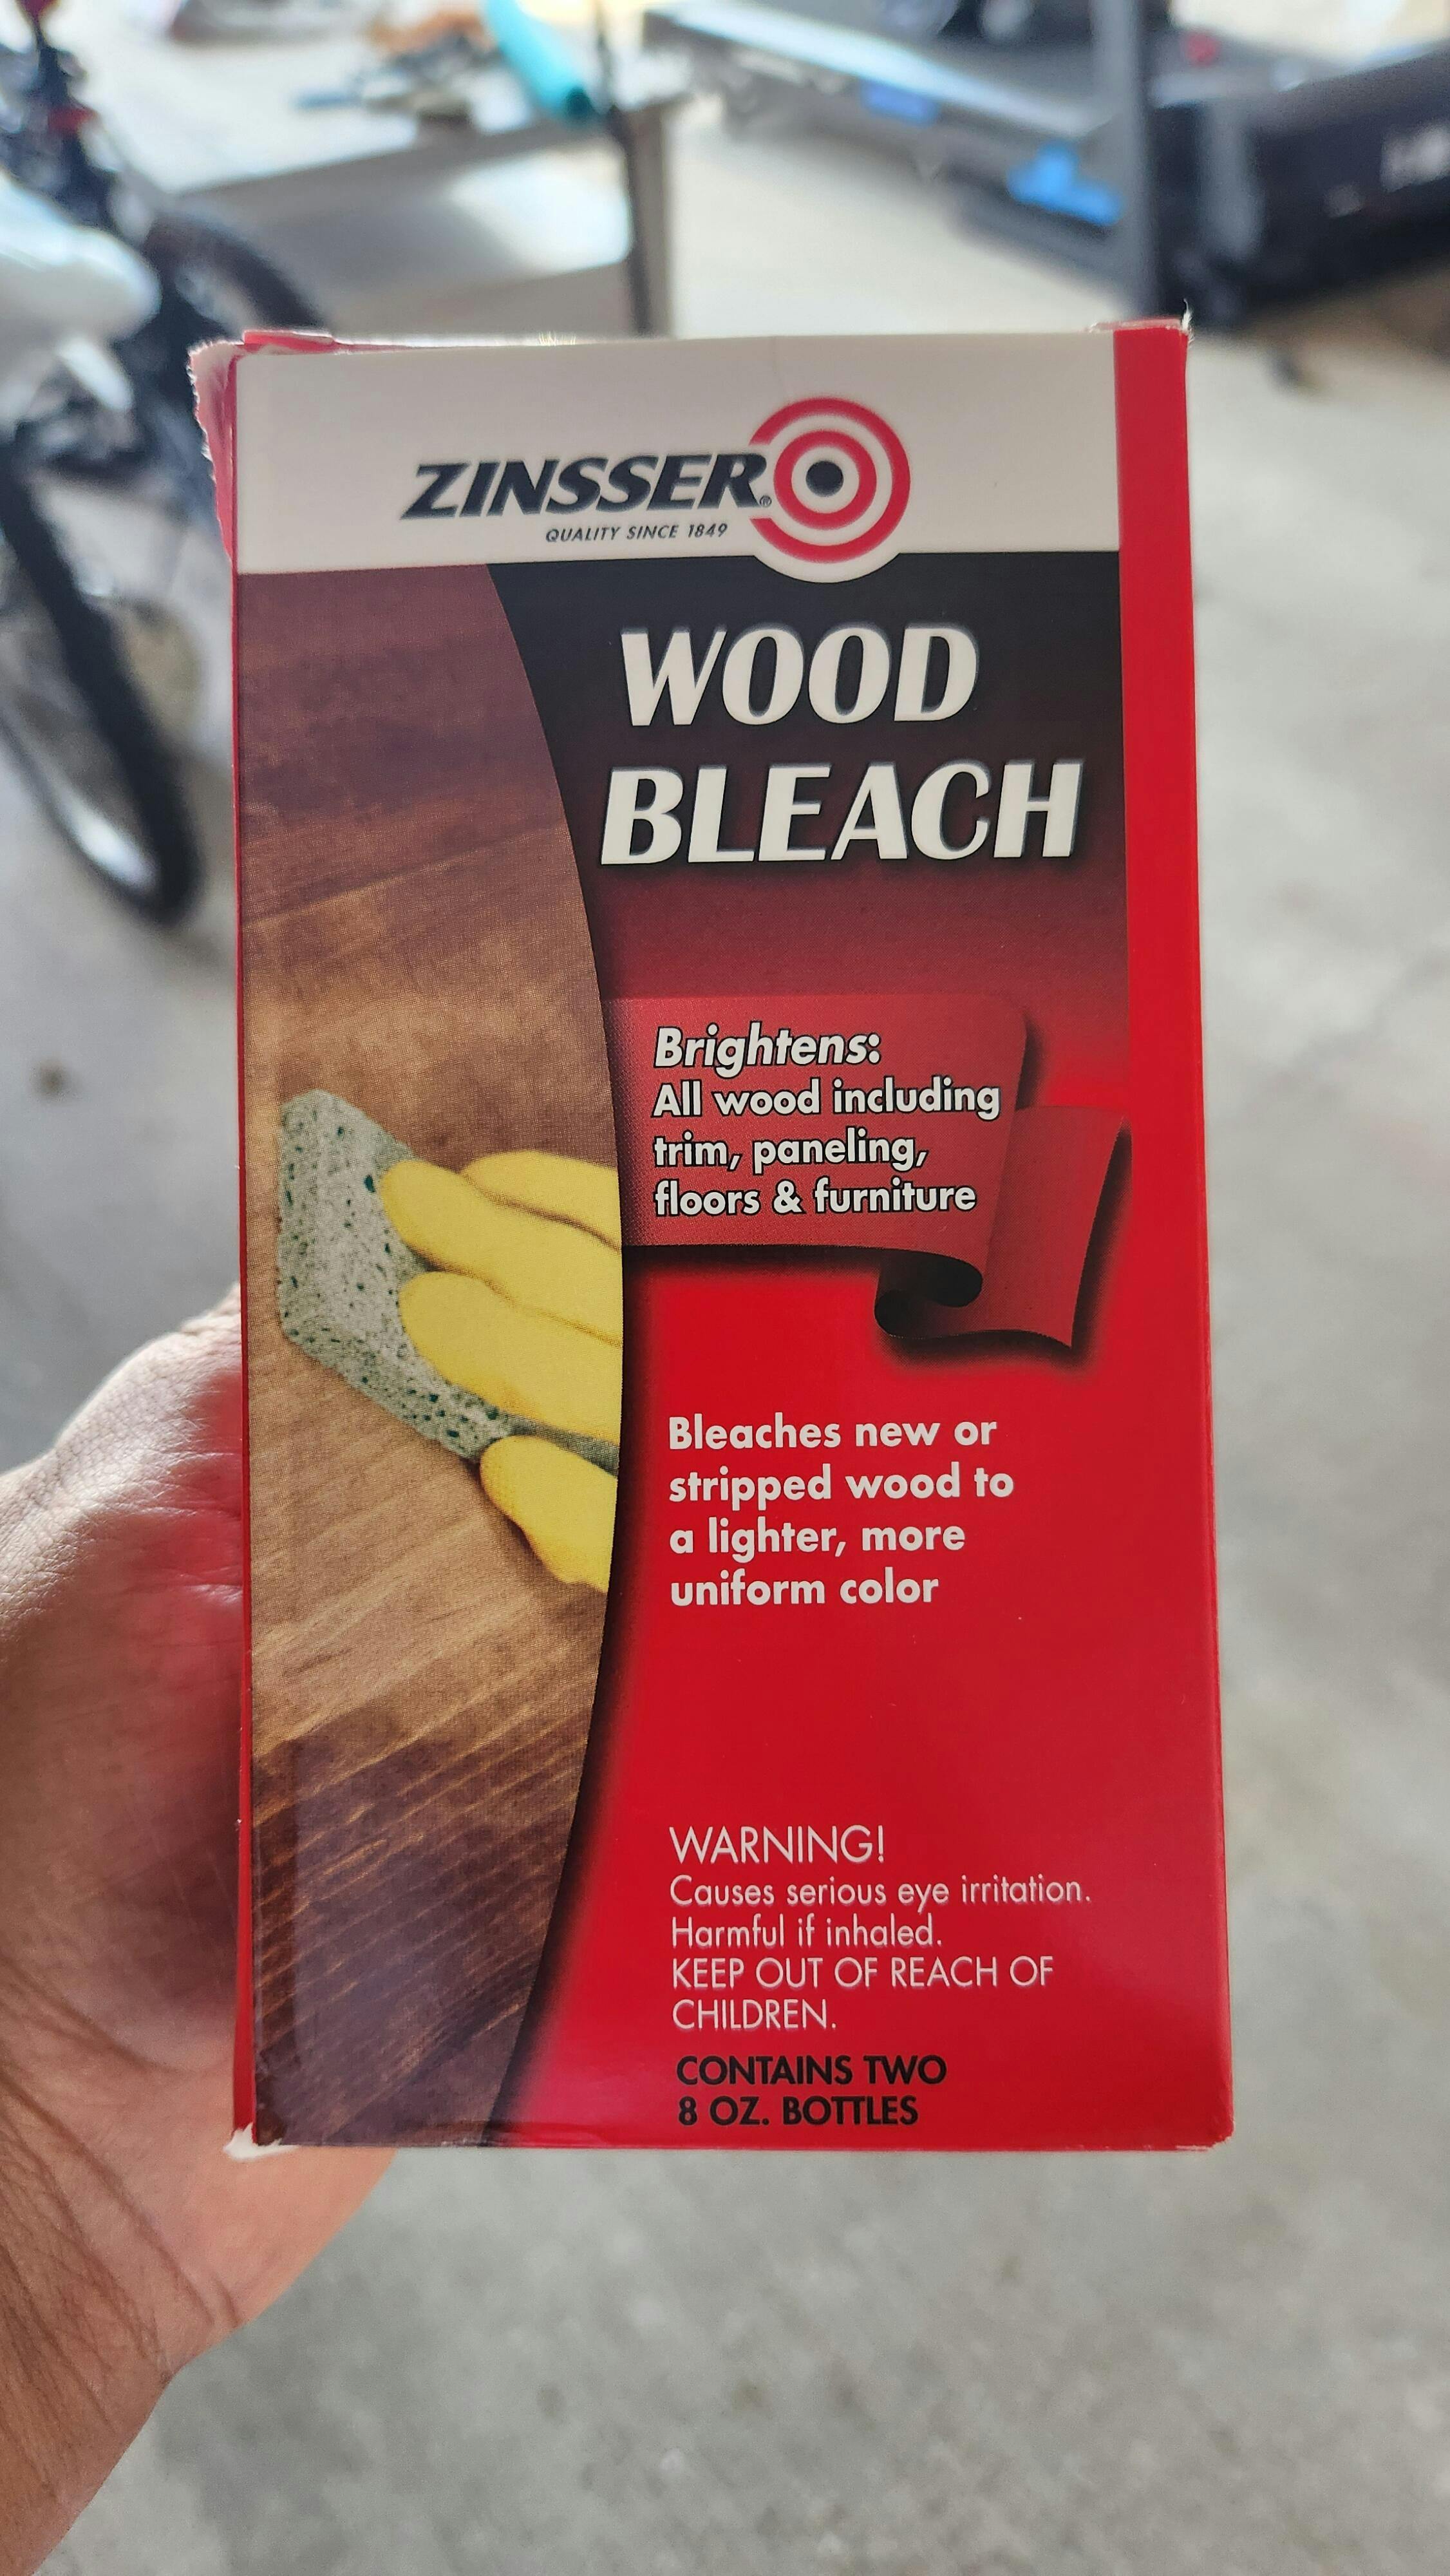 ZINSSER®
QUALITY SINCE 1849
WOOD
BLEACH
Brightens:
All wood including
trim, paneling,
floors & furniture
Bleaches new or
stripped wood to
a lighter, more
uniform color
WARNING!
Causes serious eye irritation.
Harmful if inhaled.
KEEP OUT OF REACH OF
CHILDREN.
CONTAINS TWO
8 OZ. BOTTLES